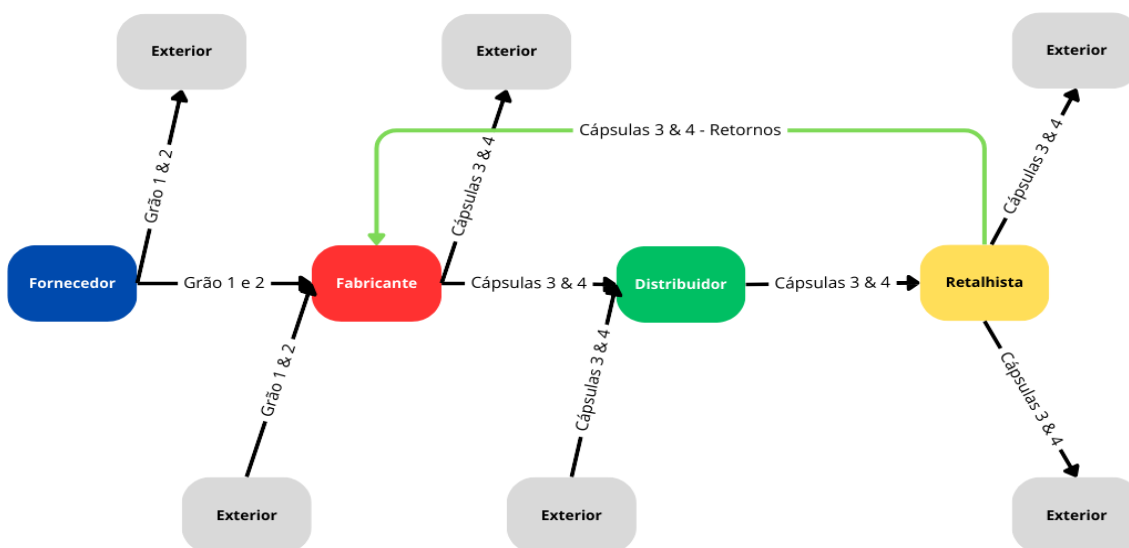 Exterior
Exterior
Exterior
Cápsulas 3 & 4 - Retornos
Grão 1 & 2
Cápsulas 3 & 4
Cápsulas 3 & 4
Fornecedor
Grão 1 e 2
Fabricante
Cápsulas 3 & 4
Distribuidor
Cápsulas 3 & 4
Retalhista
Grão 1 & 2
Cápsulas 3 & 4
Cápsulas 3 & 4
Exterior
Exterior
Exterior